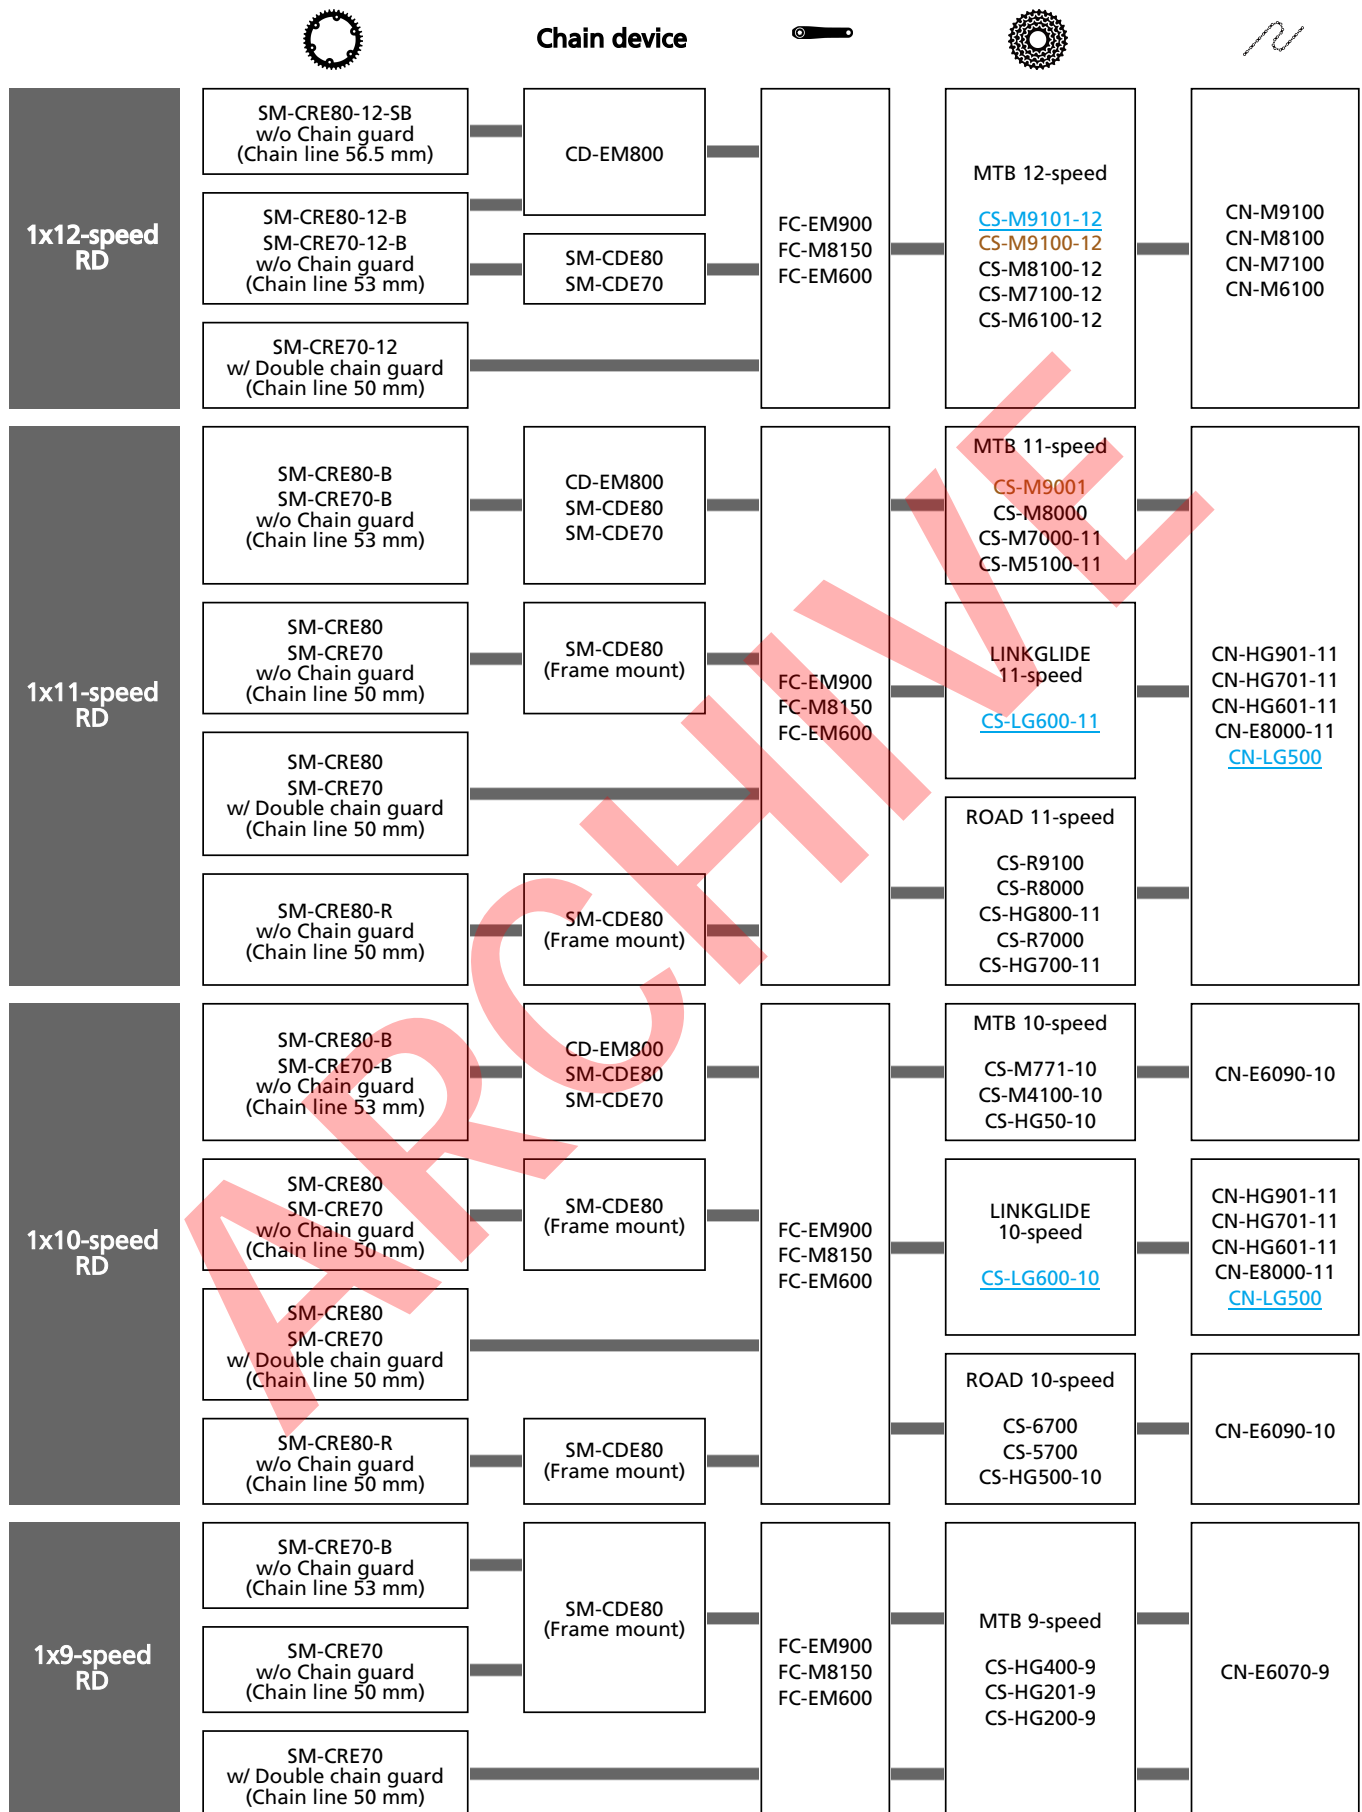 Chain device
1x12-speed
RD
SM-CRE80-12-SB
w/o Chain guard
(Chain line 56.5 mm)
SM-CRE80-12-B
SM-CRE70-12-B
w/o Chain guard
(Chain line 53 mm)
SM-CRE70-12
w/ Double chain guard
(Chain line 50 mm)
CD-EM800
SM-CDE80
SM-CDE70
FC-EM900
FC-M8150
FC-EM600
MTB 12-speed
CS-M9101-12
CS-M9100-12
CS-M8100-12
CS-M7100-12
CS-M6100-12
CN-M9100
CN-M8100
CN-M7100
CN-M6100
1x11-speed
RD
SM-CRE80-B
SM-CRE70-B
w/o Chain guard
(Chain line 53 mm)
SM-CRE80
SM-CRE70
w/o Chain guard
(Chain line 50 mm)
SM-CRE80
SM-CRE70
w/ Double chain guard
(Chain line 50 mm)
SM-CRE80-R
w/o Chain guard
(Chain line 50 mm)
CD-EM800
SM-CDE80
SM-CDE70
SM-CDE80
(Frame mount)
SM-CDE80
(Frame mount)
FC-EM900
FC-M8150
FC-EM600
MTB 11-speed
CS-M9001
CS-M8000
CS-M7000-11
CS-M5100-11
LINKGLIDE
11-speed
CS-LG600-11
ROAD 11-speed
CS-R9100
CS-R8000
CS-HG800-11
CS-R7000
CS-HG700-11
CN-HG901-11
CN-HG701-11
CN-HG601-11
CN-E8000-11
CN-LG500
1x10-speed
RD
SM-CRE80-B
SM-CRE70-B
w/o Chain guard
(Chain line 53 mm)
SM-CRE80
SM-CRE70
w/o Chain guard
(Chain line 50 mm)
SM-CRE80
SM-CRE70
w/ Double chain guard
(Chain line 50 mm)
SM-CRE80-R
w/o Chain guard
(Chain line 50 mm)
CD-EM800
SM-CDE80
SM-CDE70
SM-CDE80
(Frame mount)
SM-CDE80
(Frame mount)
FC-EM900
FC-M8150
FC-EM600
MTB 10-speed
CS-M771-10
CS-M4100-10
CS-HG50-10
LINKGLIDE
10-speed
CS-LG600-10
ROAD 10-speed
CS-6700
CS-5700
CS-HG500-10
CN-E6090-10
CN-HG901-11
CN-HG701-11
CN-HG601-11
CN-E8000-11
CN-LG500
CN-E6090-10
1x9-speed
RD
SM-CRE70-B
w/o Chain guard
(Chain line 53 mm)
SM-CRE70
w/o Chain guard
(Chain line 50 mm)
SM-CRE70
w/ Double chain guard
(Chain line 50 mm)
SM-CDE80
(Frame mount)
FC-EM900
FC-M8150
FC-EM600
MTB 9-speed
CS-HG400-9
CS-HG201-9
CS-HG200-9
CN-E6070-9
ARCHIVE